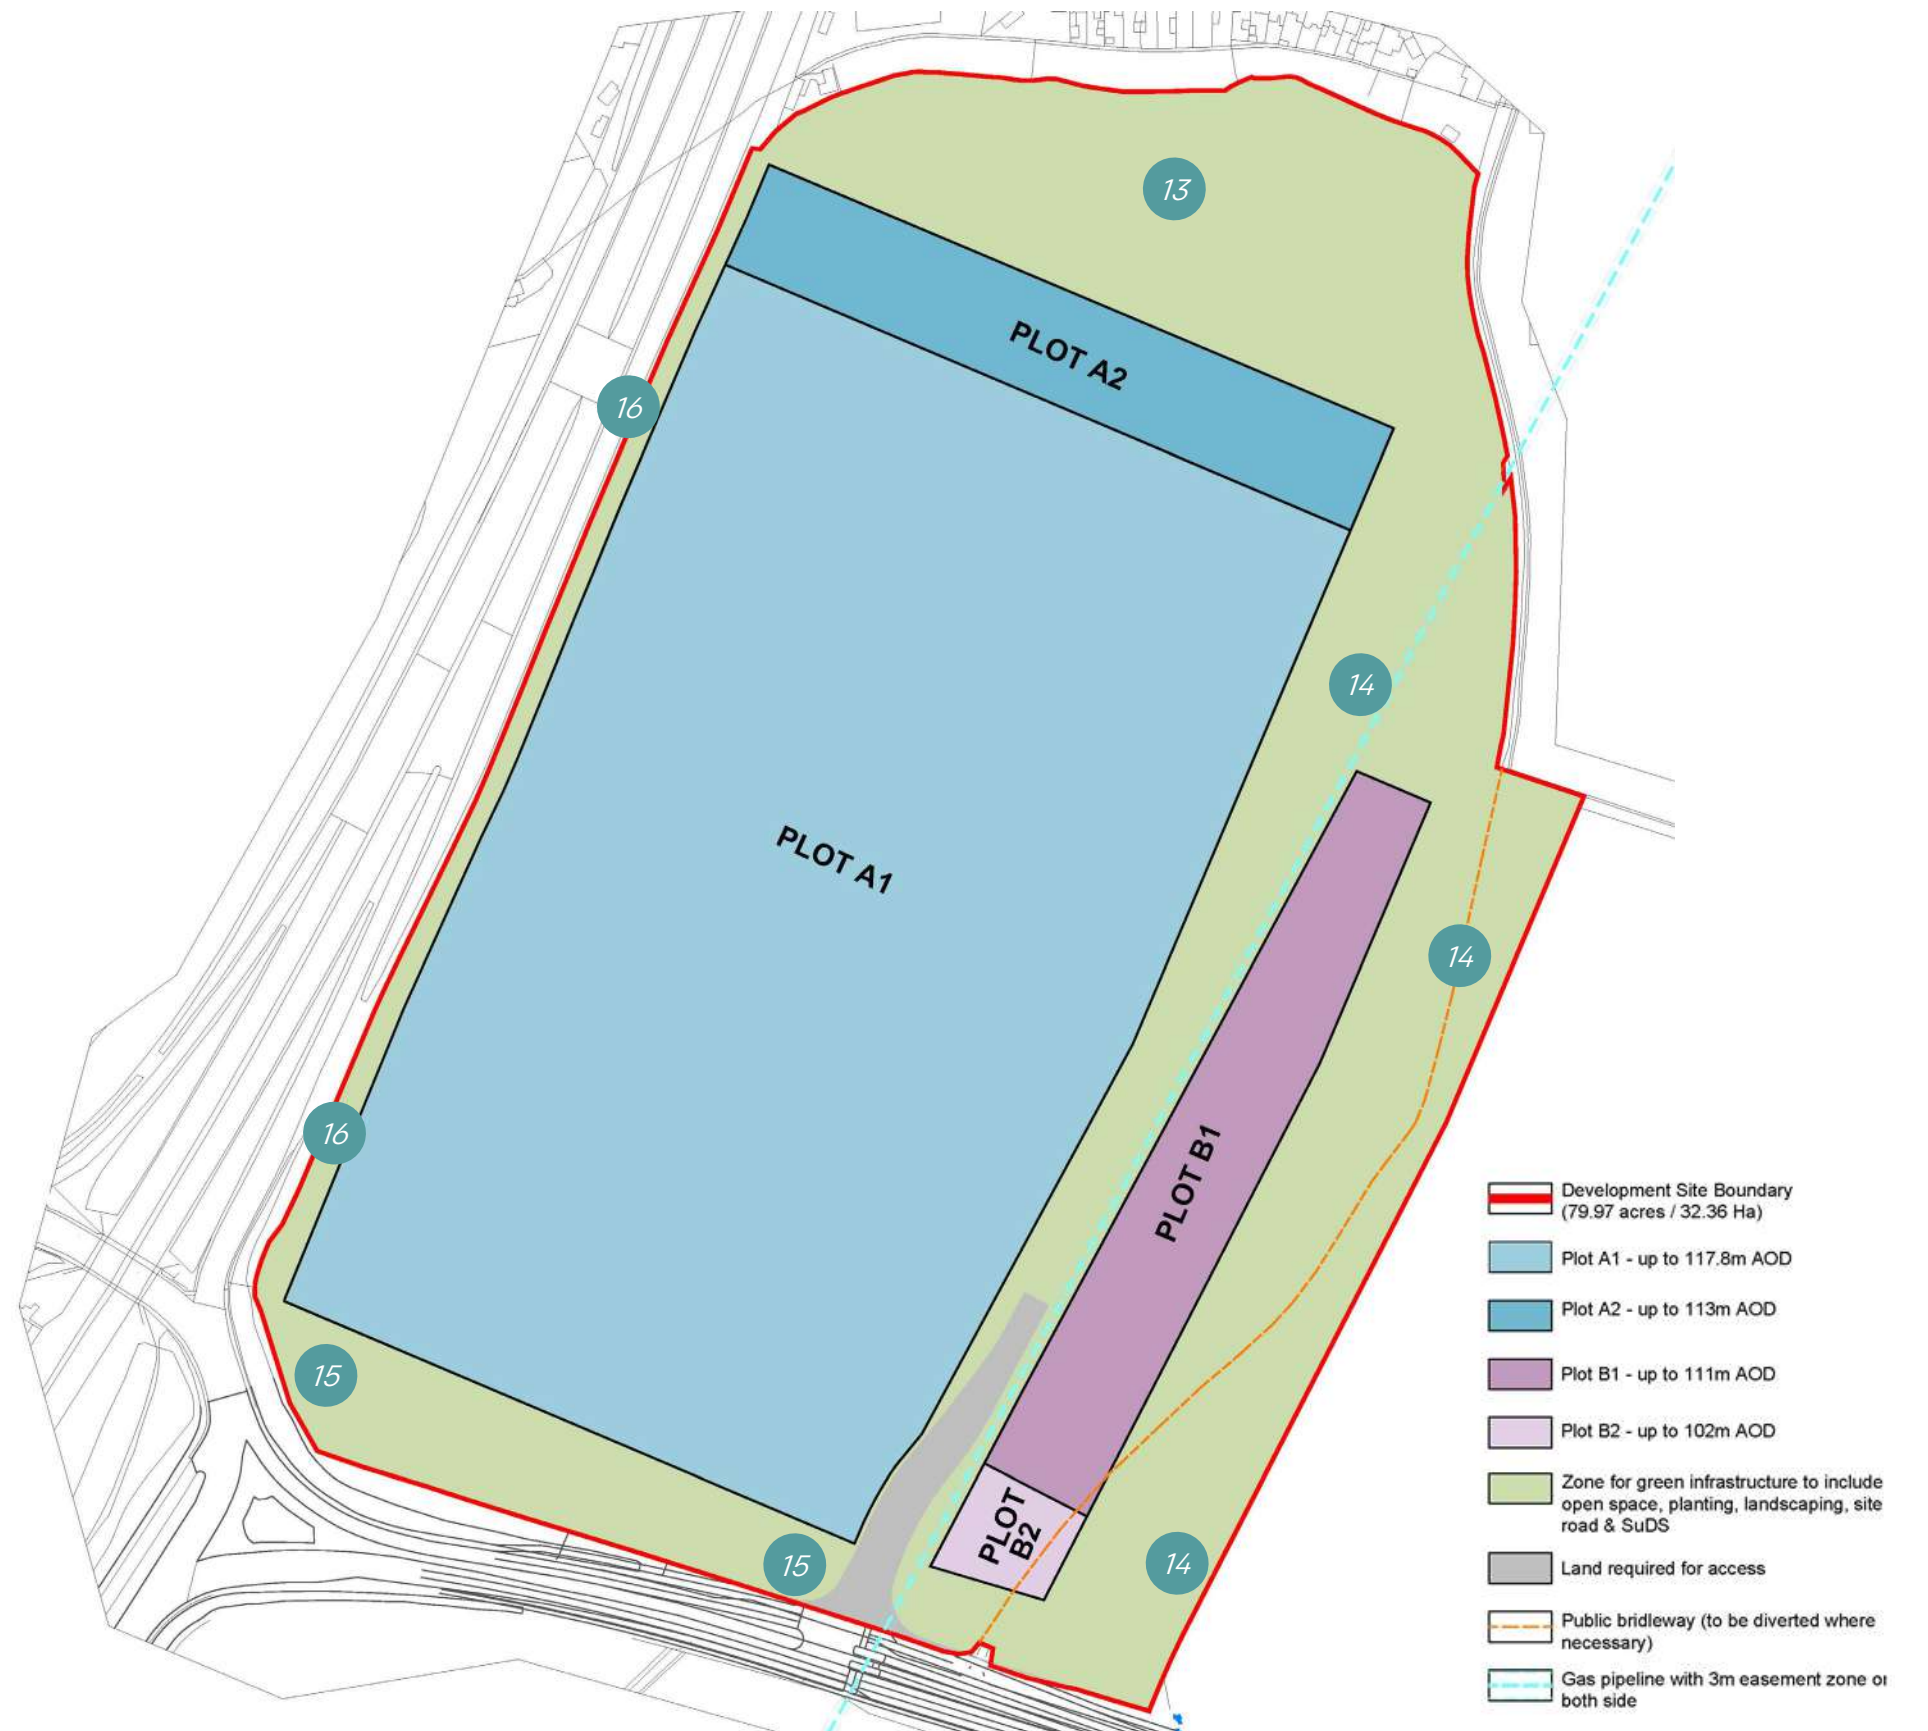 13
PLOT A2
16
14
PLOT A1
14
PLOT B1
16
15
PLOT
B2
15
14
Development Site Boundary
(79.97 acres / 32.36 Ha)
Plot A1 - up to 117.8m AOD
Plot A2 - up to 113m AOD
Plot B1 - up to 111m AOD
Plot B2 - up to 102m AOD
Zone for green infrastructure to include
open space, planting, landscaping, site
road & SuDS
Land required for access
Public bridleway (to be diverted where
necessary)
Gas pipeline with 3m easement zone or
both side